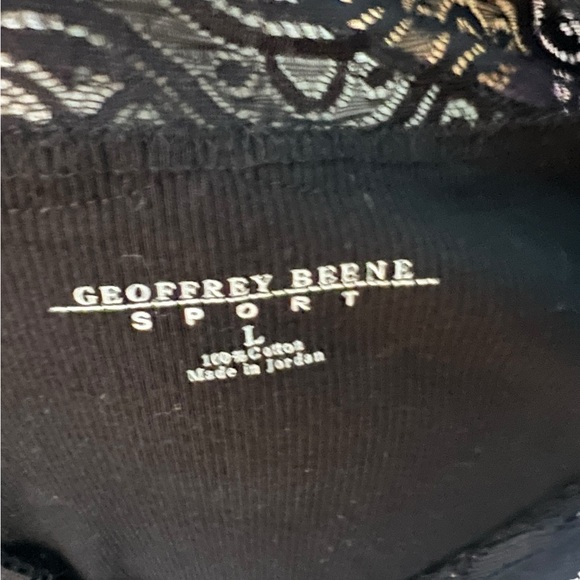 GEOFFREY BEENE
SPORT
L
100% Cotton
Made in Jordan